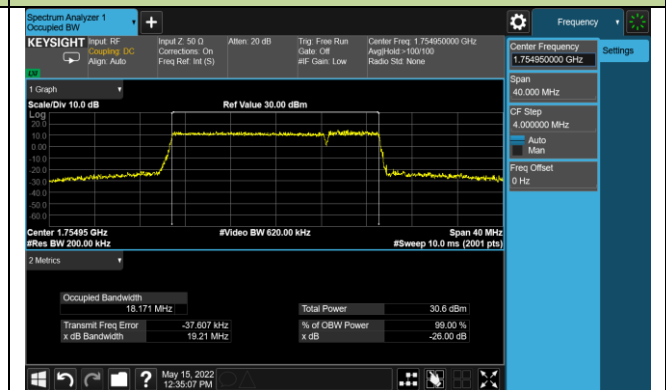 Spectrum Analyzer 1
Occupied BW
Frequency
KEYSIGHT
Input: RF
Coupling: DC
Align: Auto
Input Z: 50 Ω
Corrections: On
Freq Ref: Int (S)
Atten: 20 dB
Trig: Free Run
Gate: Off
#IF Gain: Low
Center Freq: 1.754950000 GHz
Avg|Hold:>100/100
Radio Std: None
Center Frequency
1.754950000 GHz
Settings
Span
40.000 MHz
CF Step
4.000000 MHz
Auto
Man
Freq Offset
0 Hz
1 Graph
Scale/Div 10.0 dB
Ref Value 30.00 dBm
Log
20.0
10.0
0.00
-10.0
-20.0
-30.0
-40.0
-50.0
-60.0
Center 1.75495 GHz
#Video BW 620.00 kHz
Span 40 MHz
#Res BW 200.00 kHz
#Sweep 10.0 ms (2001 pts)
2 Metrics
Occupied Bandwidth
18.171 MHz
Total Power
30.6 dBm
Transmit Freq Error
-37.607 kHz
% of OBW Power
99.00 %
x dB Bandwidth
19.21 MHz
x dB
-26.00 dB
?
May 15, 2022
12:35:07 PM